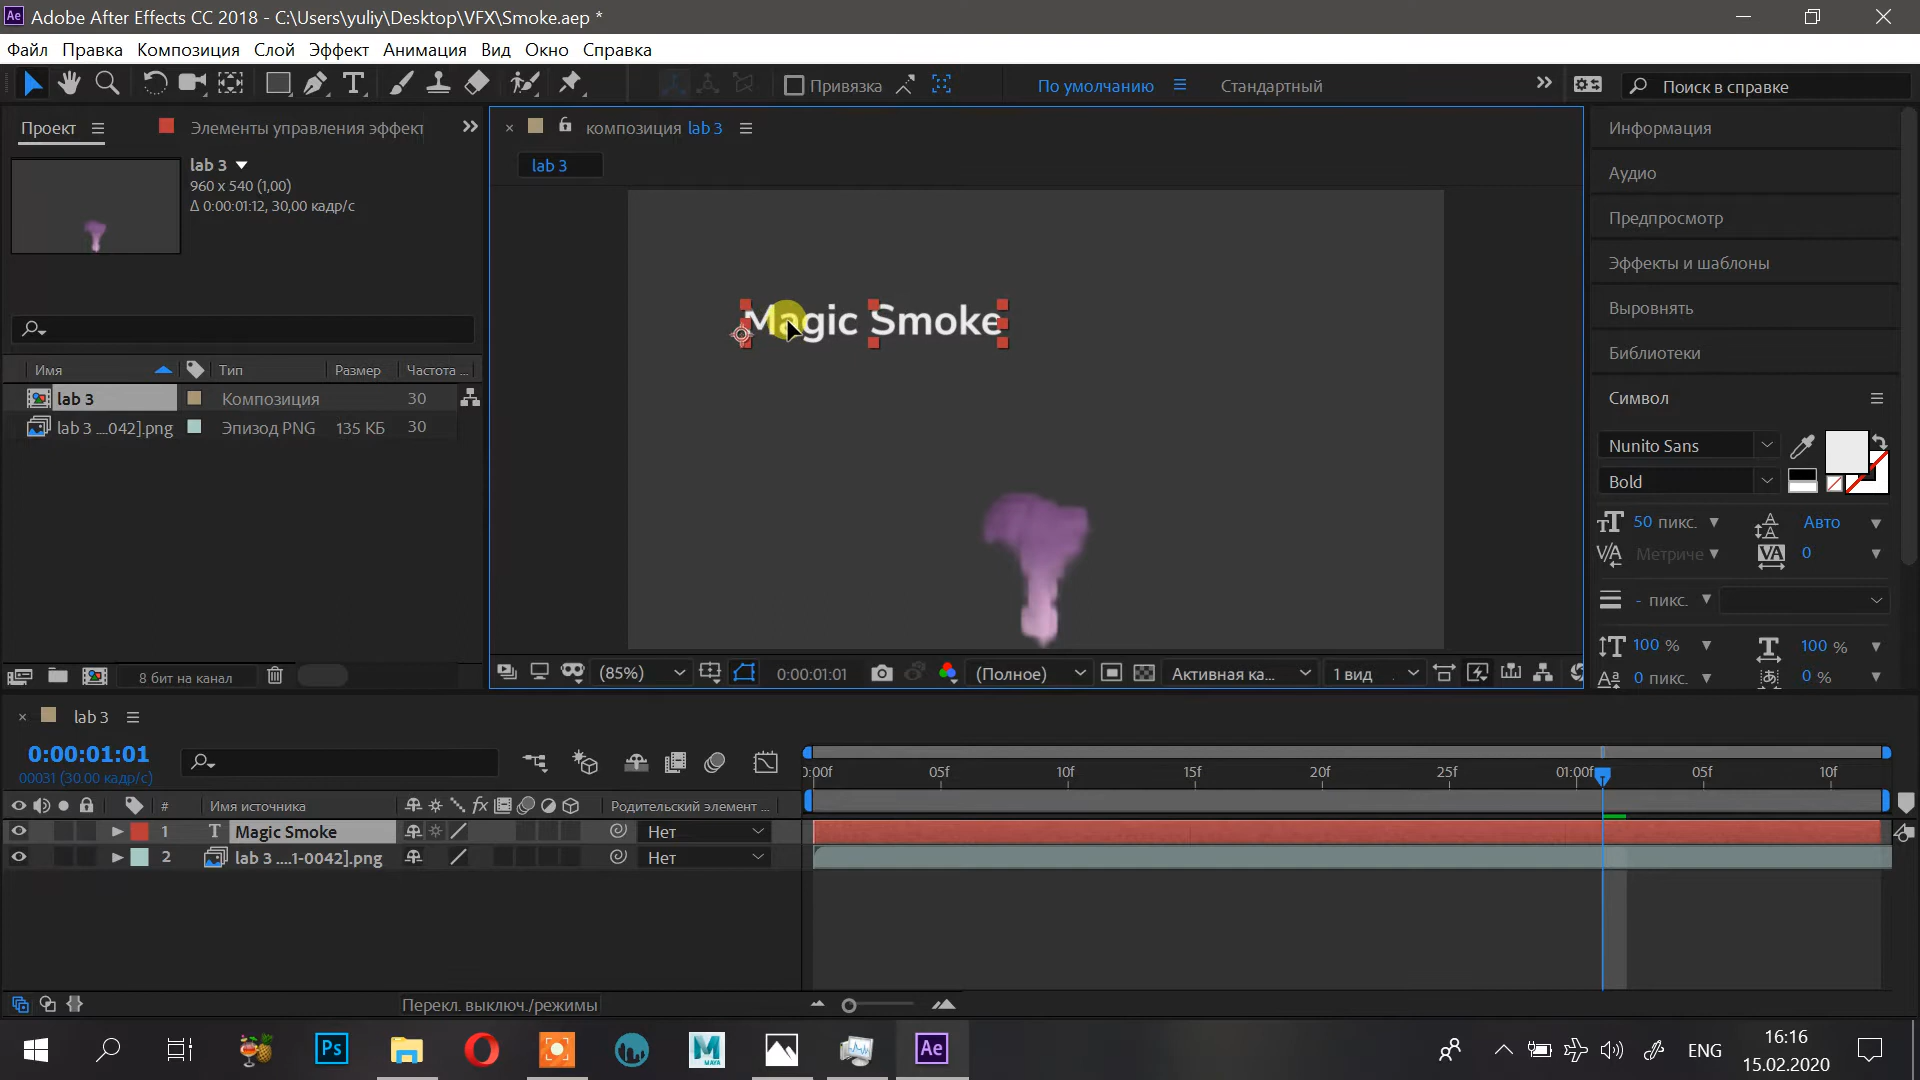 Adobe After Effects CC 2018 - C:\Users\yuliy\Desktop\VFX\Smoke.aep *
Файл Правка Композиция Слой Эффект Анимация Вид Окно Справка
Привязка По умолчанию Стандартный Поиск в справке
Проект Элементы управления эффект
lab 3
960 x 540 (1,00)
Δ 0:00:01:12, 30,00 кадр/с
Имя Тип Размер Частота ...
lab 3 Композиция 30
lab 3 ...042].png Эпизод PNG 135 КБ 30
8 бит на канал
композиция lab 3
lab 3
Magic Smoke
(85%) 0:00:01:01 (Полное) Активная ка... 1 вид
Информация
Аудио
Предпросмотр
Эффекты и шаблоны
Выровнять
Библиотеки
Символ
Nunito Sans
Bold
50 пикс. Авто
Метриче 0
- пикс.
100 % 100 %
0 пикс. 0 %
lab 3
0:00:01:01
00031 (30.00 кадр/с)
:00f 05f 10f 15f 20f 25f 01:00f 05f 10f
# Имя источника Родительский элемент ...
1 T Magic Smoke Нет
2 lab 3 ....1-0042].png Нет
Перекл. выключ./режимы
Ps M MAYA Ae ENG 16:16
15.02.2020